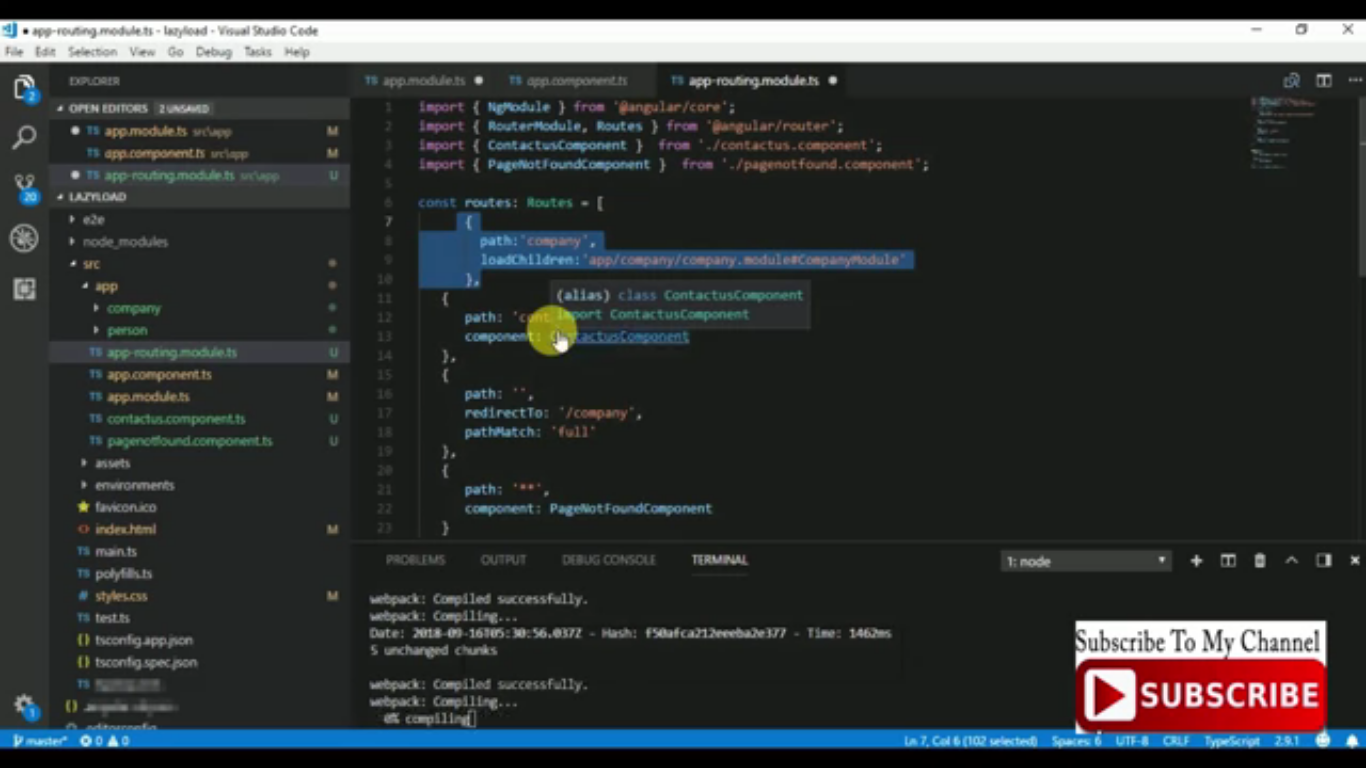 app-routing.module.ts - lazyload - Visual Studio Code
File Edit Selection View Go Debug Tasks Help
EXPLORER
OPEN EDITORS 2 UNSAVED
TS app.module.ts src\app M
TS app.component.ts src\app M
TS app-routing.module.ts src\app U
LAZYLOAD
e2e
node_modules
src
app
company
person
TS app-routing.module.ts U
TS app.component.ts M
TS app.module.ts M
TS contactus.component.ts U
TS pagenotfound.component.ts U
assets
environments
favicon.ico
index.html M
TS main.ts
TS polyfills.ts
# styles.css M
TS test.ts
{} tsconfig.app.json
{} tsconfig.spec.json
TS
{}
.editorconfig
2
20
1
TS app.module.ts TS app.component.ts TS app-routing.module.ts
1 import { NgModule } from '@angular/core';
2 import { RouterModule, Routes } from '@angular/router';
3 import { ContactusComponent } from './contactus.component';
4 import { PageNotFoundComponent } from './pagenotfound.component';
5
6 const routes: Routes = [
7 {
8 path:'company',
9 loadChildren:'app/company/company.module#CompanyModule'
10 },
11 {
12 path: 'cont
13 component: ContactusComponent
14 },
15 {
16 path: '',
17 redirectTo: '/company',
18 pathMatch: 'full'
19 },
20 {
21 path: '**',
22 component: PageNotFoundComponent
23 }
(alias) class ContactusComponent
import ContactusComponent
PROBLEMS OUTPUT DEBUG CONSOLE TERMINAL 1: node
webpack: Compiled successfully.
webpack: Compiling...
Date: 2018-09-16T05:30:56.037Z - Hash: f50afca212eeeba2e377 - Time: 1462ms
5 unchanged chunks
webpack: Compiled successfully.
webpack: Compiling...
0% compiling
Subscribe To My Channel
SUBSCRIBE
master* 0 0 Ln 7, Col 6 (102 selected) Spaces: 6 UTF-8 CRLF TypeScript 2.9.1